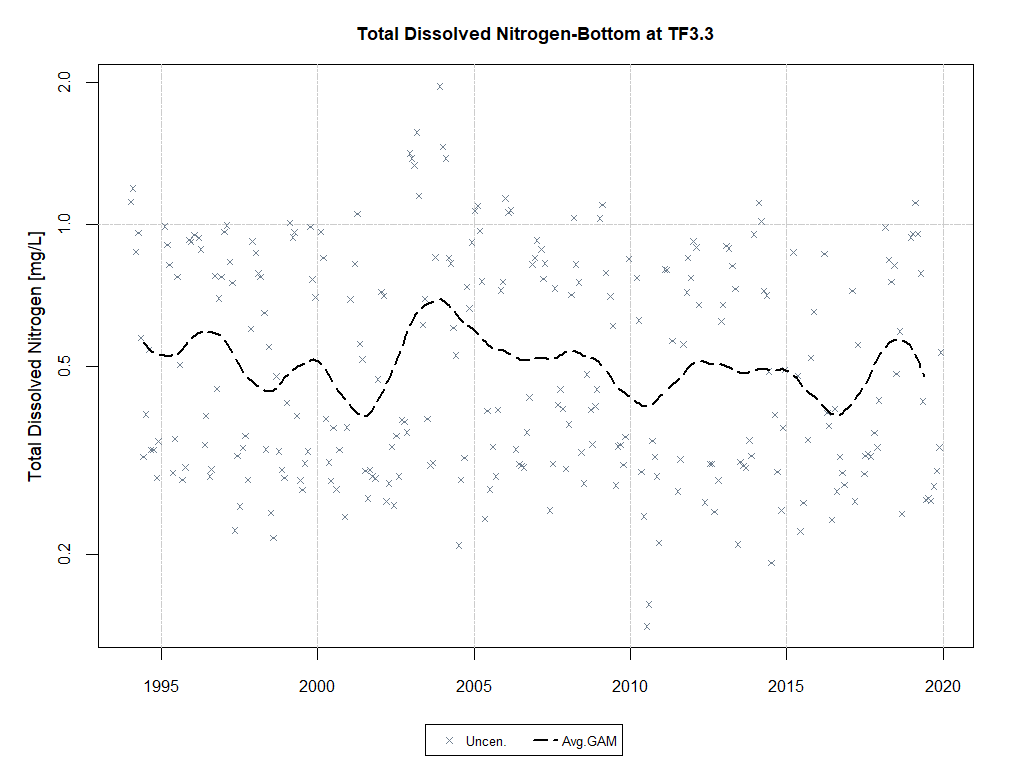 Total Dissolved Nitrogen-Bottom at TF3.3
Total Dissolved Nitrogen [mg/L]
2.0
1.0
0.5
0.2
1995 2000 2005 2010 2015 2020
Uncen. Avg.GAM